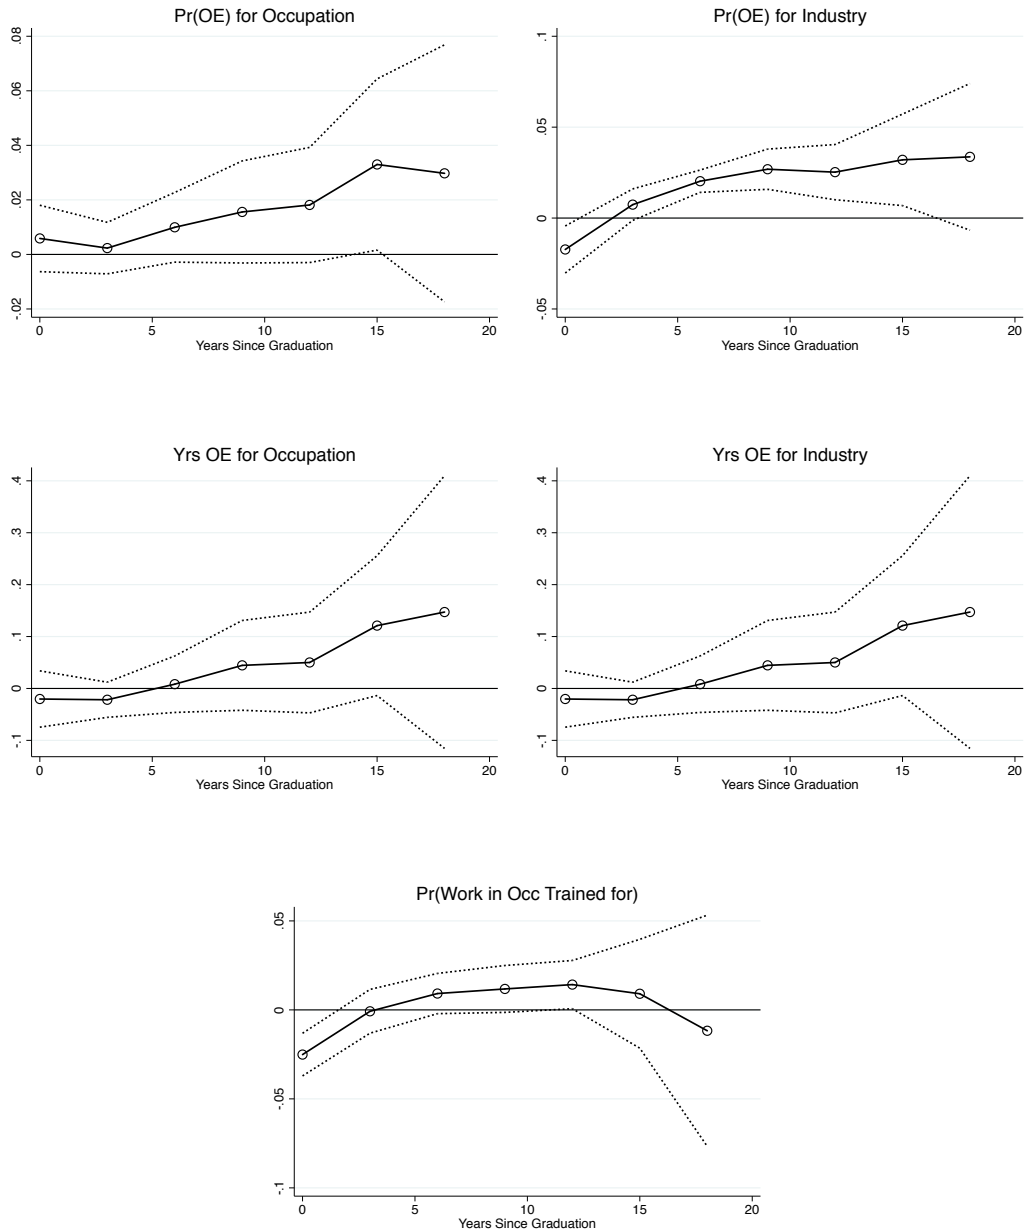 Pr(OE) for Occupation
.08
.06
.04
.02
0
-.02
0 5 10 15 20
Years Since Graduation
Pr(OE) for Industry
.1
.05
0
-.05
0 5 10 15 20
Years Since Graduation
Yrs OE for Occupation
.4
.3
.2
.1
0
-.1
0 5 10 15 20
Years Since Graduation
Yrs OE for Industry
.4
.3
.2
.1
0
-.1
0 5 10 15 20
Years Since Graduation
Pr(Work in Occ Trained for)
.05
0
-.05
-.1
0 5 10 15 20
Years Since Graduation